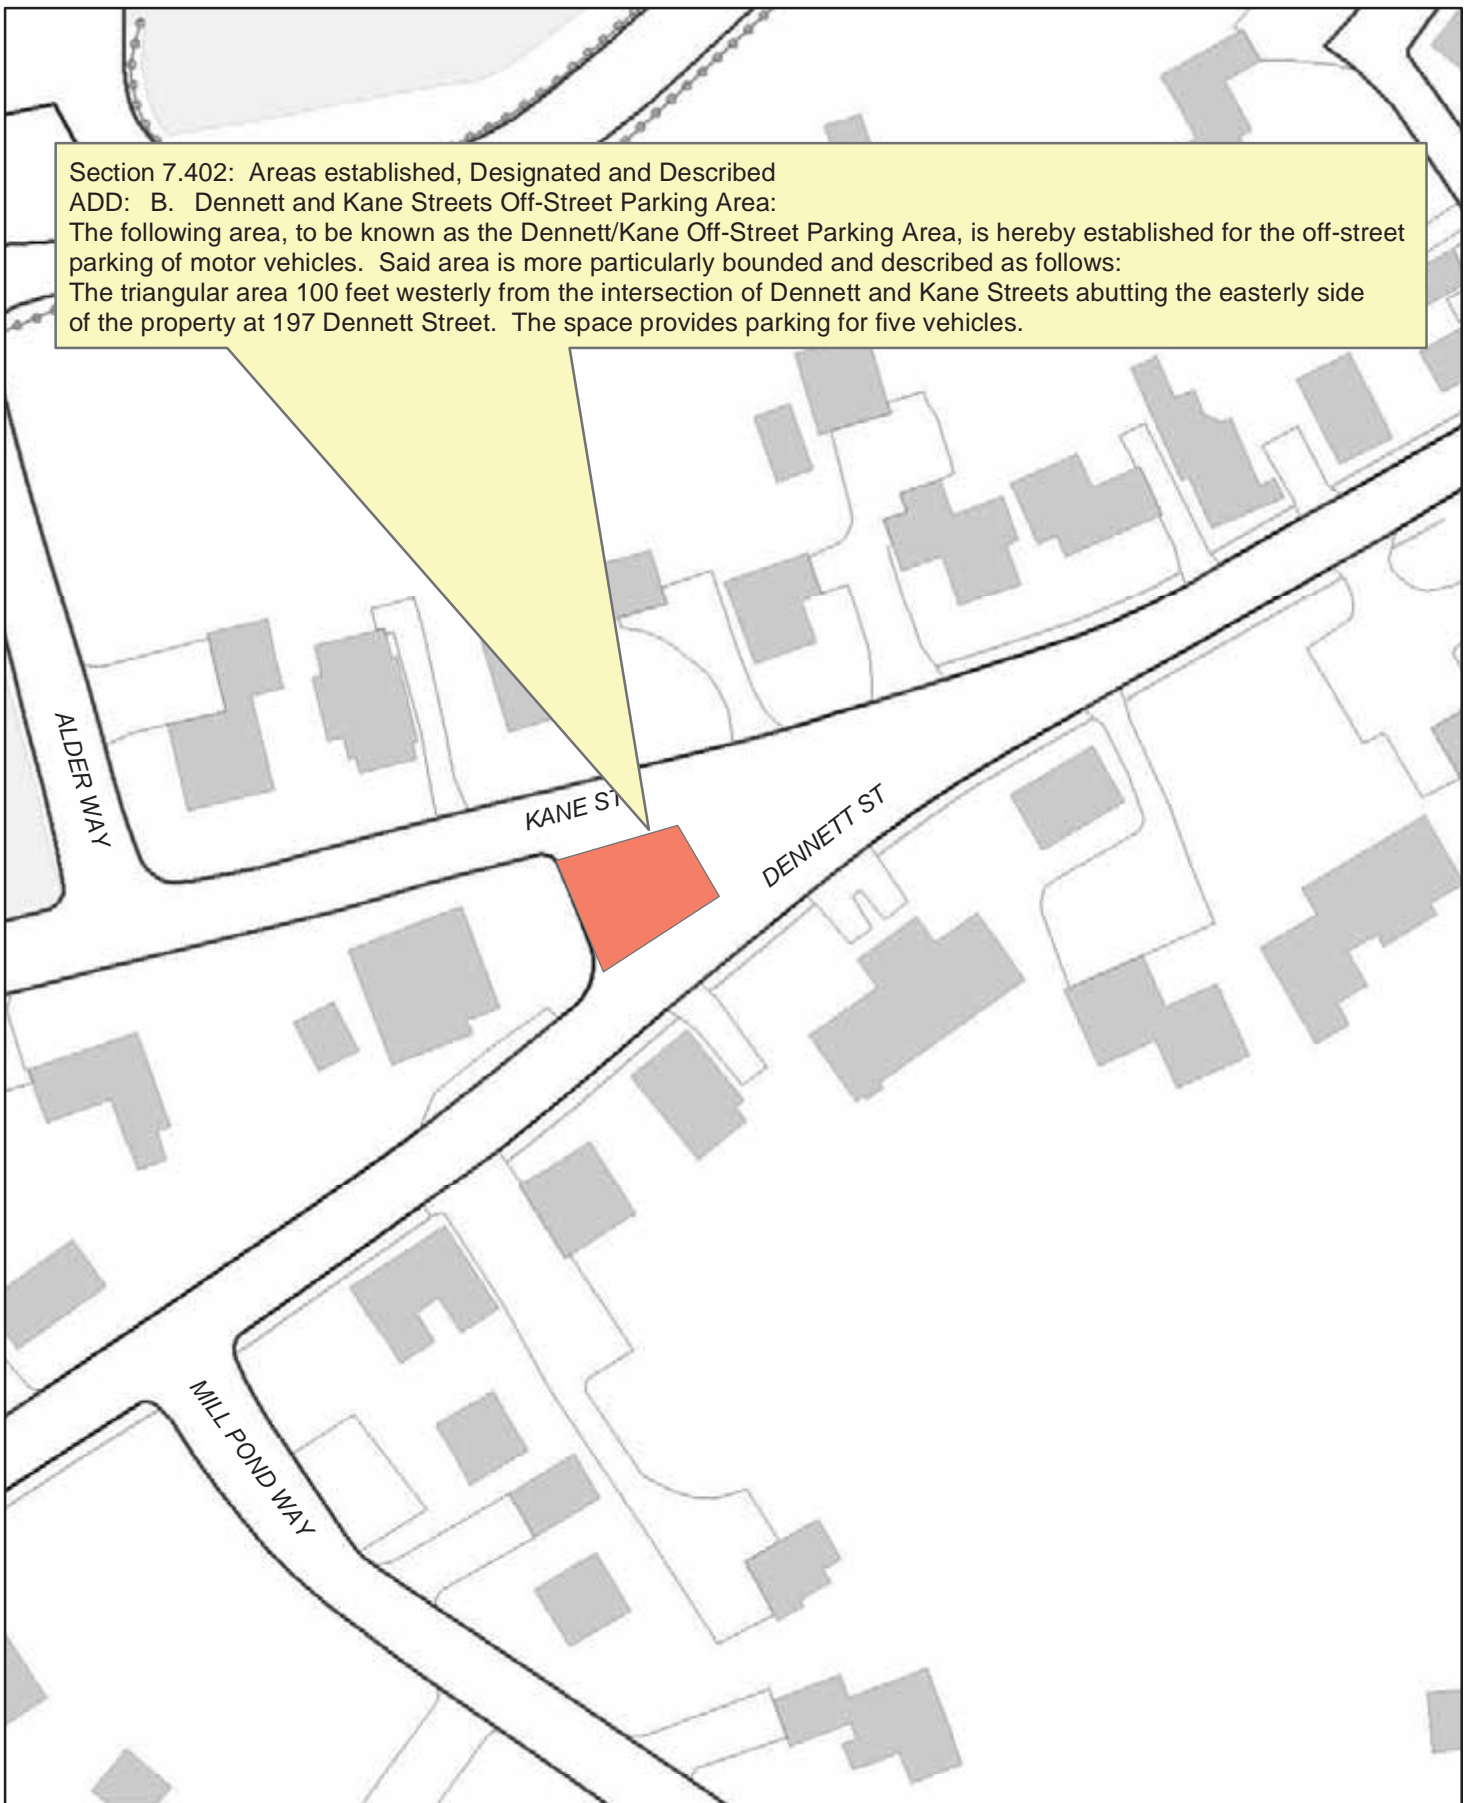 Section 7.402:  Areas established, Designated and Described
ADD:  B.  Dennett and Kane Streets Off-Street Parking Area:
The following area, to be known as the Dennett/Kane Off-Street Parking Area, is hereby established for the off-street
parking of motor vehicles.  Said area is more particularly bounded and described as follows:
The triangular area 100 feet westerly from the intersection of Dennett and Kane Streets abutting the easterly side
of the property at 197 Dennett Street.  The space provides parking for five vehicles.
ALDER WAY
KANE ST
DENNETT ST
MILL POND WAY